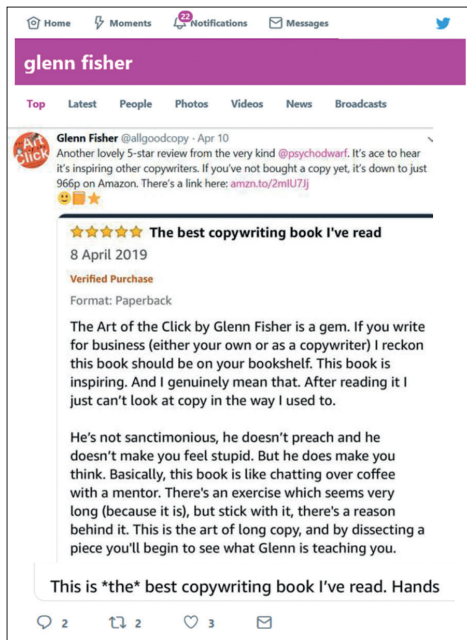 Home Moments 22 Notifications Messages
glenn fisher
Top Latest People Photos Videos News Broadcasts
Art
Click
Glenn Fisher @allgoodcopy · Apr 10
Another lovely 5-star review from the very kind @psychodwarf. It's ace to hear
it's inspiring other copywriters. If you've not bought a copy yet, it's down to just
966p on Amazon. There's a link here: amzn.to/2mIU7Jj
The best copywriting book I've read
8 April 2019
Verified Purchase
Format: Paperback
The Art of the Click by Glenn Fisher is a gem. If you write
for business (either your own or as a copywriter) I reckon
this book should be on your bookshelf. This book is
inspiring. And I genuinely mean that. After reading it I
just can't look at copy in the way I used to.
He's not sanctimonious, he doesn't preach and he
doesn't make you feel stupid. But he does make you
think. Basically, this book is like chatting over coffee
with a mentor. There's an exercise which seems very
long (because it is), but stick with it, there's a reason
behind it. This is the art of long copy, and by dissecting a
piece you'll begin to see what Glenn is teaching you.
This is *the* best copywriting book I've read. Hands
2 2 3